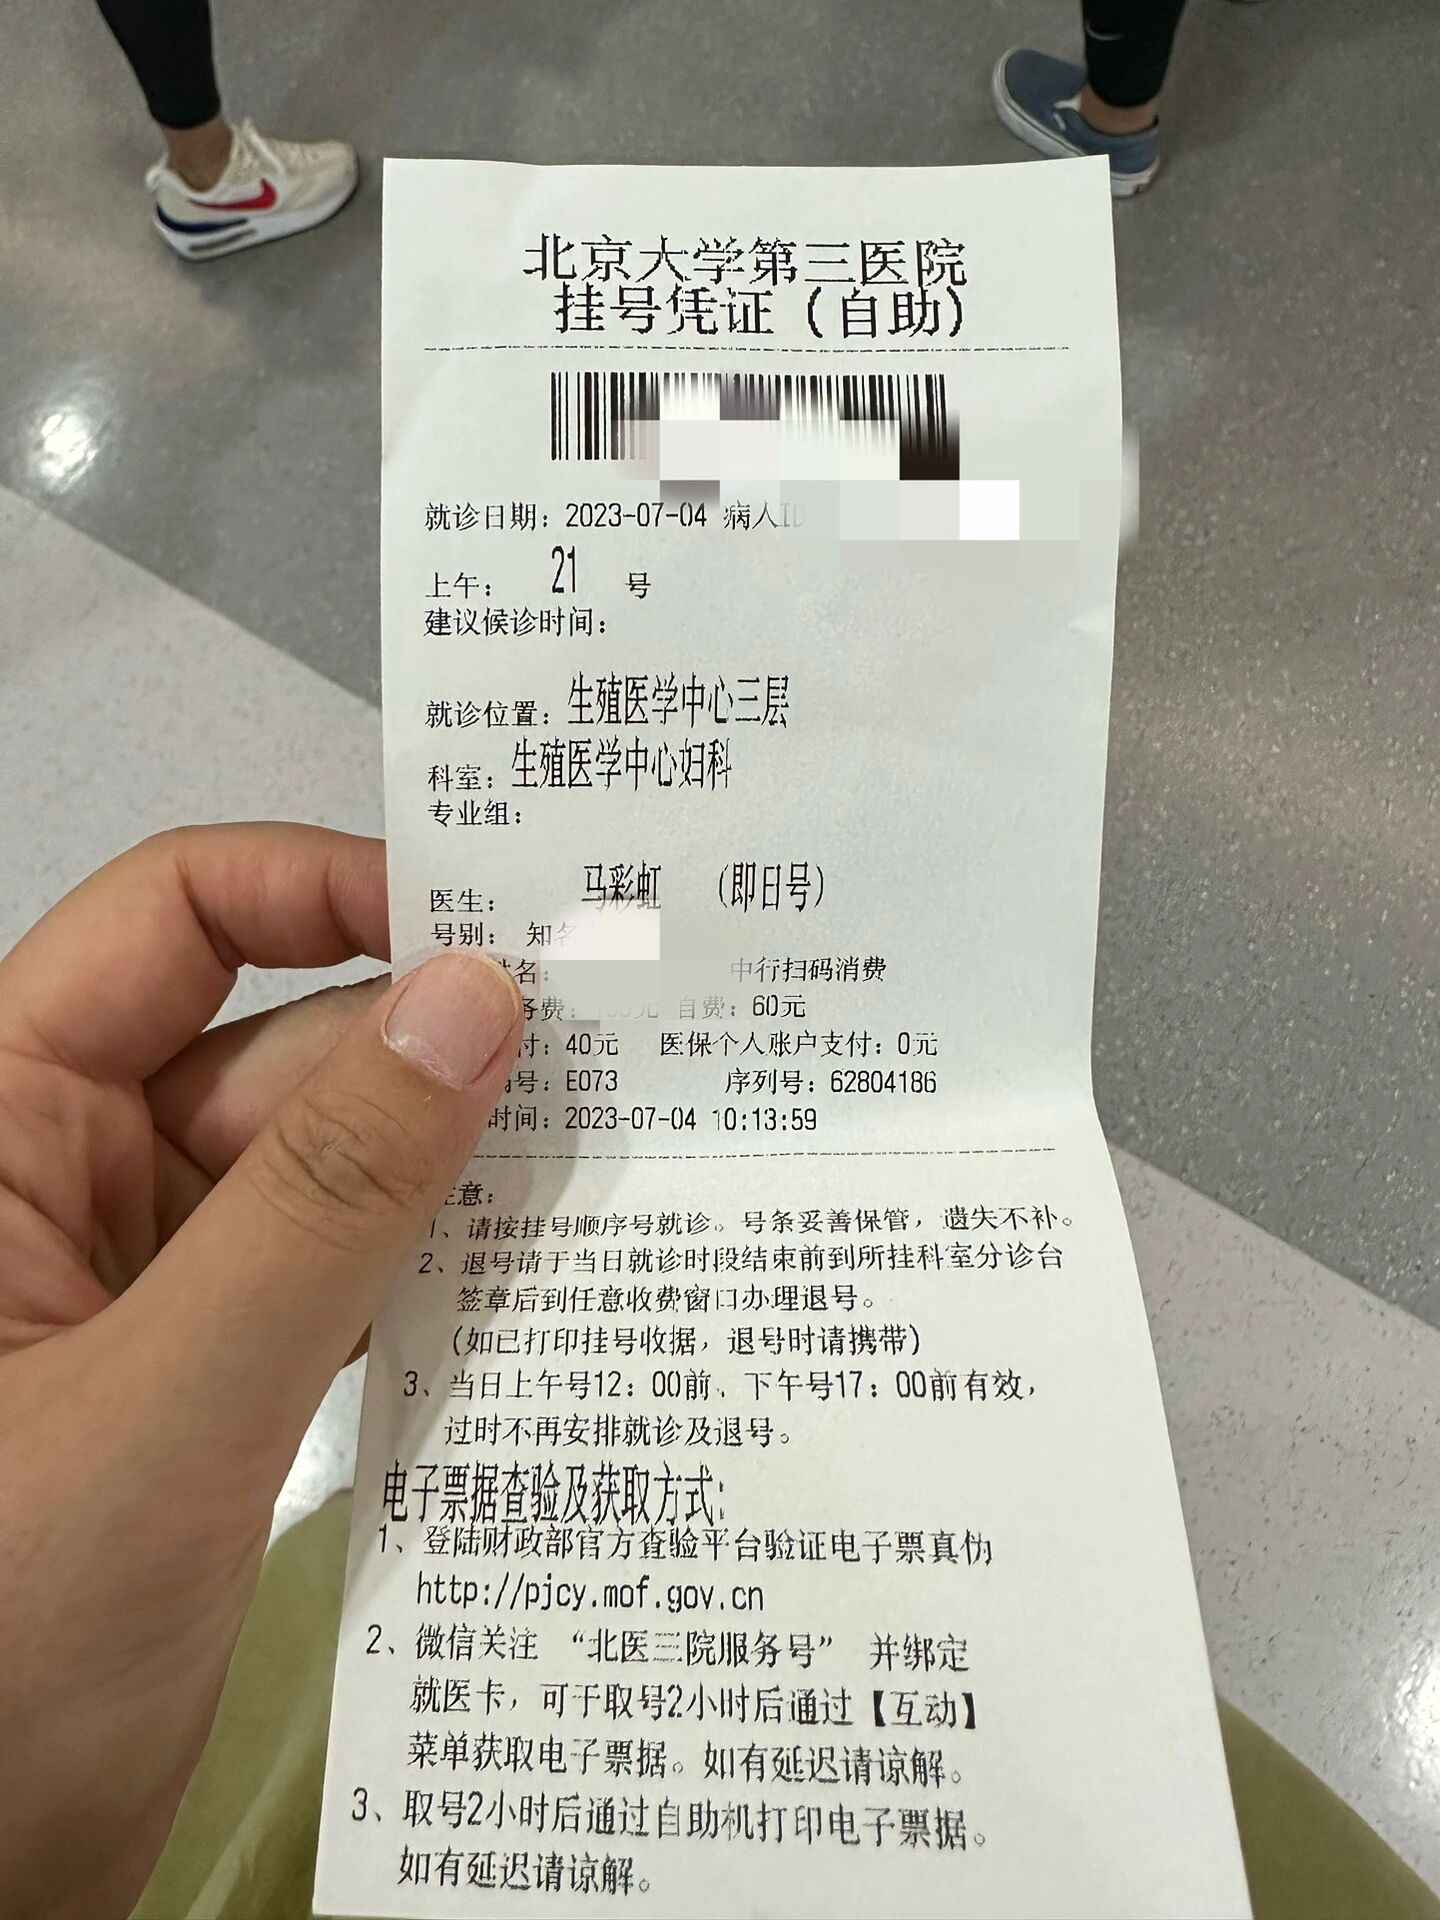 北京大学第三医院
挂号凭证（自助）
就诊日期：2023-07-04 病人ID
上午： 21 号
建议候诊时间：
就诊位置：生殖医学中心三层
科室：生殖医学中心妇科
专业组：
医生： 马彩虹 （即日号）
号别： 知名
名： 中行扫码消费
务费： 元 自费：60元
付：40元 医保个人账户支付：0元
号：E073 序列号：62804186
时间：2023-07-04 10:13:59
意：
1、请按挂号顺序号就诊。号条妥善保管，遗失不补。
2、退号请于当日就诊时段结束前到所挂科室分诊台
签章后到任意收费窗口办理退号。
（如已打印挂号收据，退号时请携带）
3、当日上午号12：00前、下午号17：00前有效，
过时不再安排就诊及退号。
电子票据查验及获取方式：
1、登陆财政部官方查验平台验证电子票真伪
http://pjcy.mof.gov.cn
2、微信关注 “北医三院服务号” 并绑定
就医卡，可于取号2小时后通过【互动】
菜单获取电子票据。如有延迟请谅解。
3、取号2小时后通过自助机打印电子票据。
如有延迟请谅解。